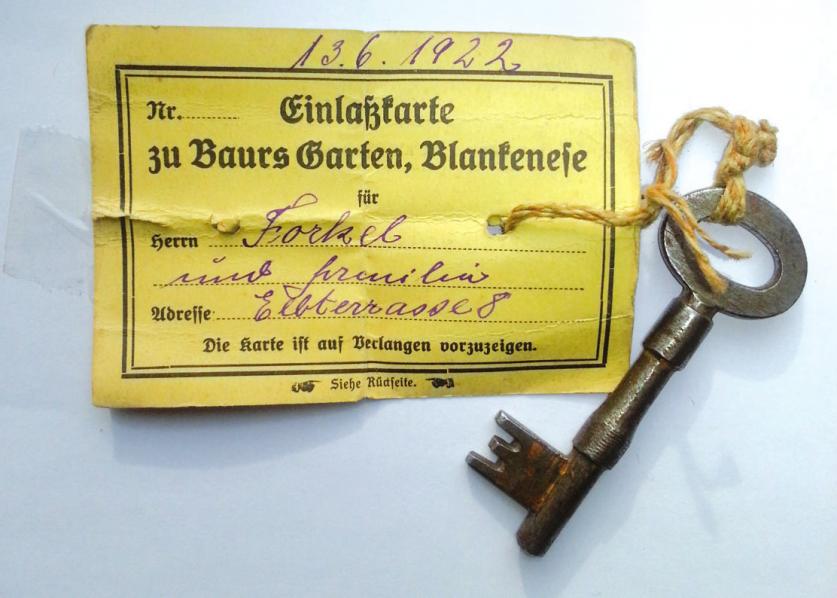 13.6.1922
Nr.
Einlaßkarte
zu Baurs Garten, Blankenese
für
Herrn Forkel
und Familie
Adresse Elbterrasse 8
Die Karte ist auf Verlangen vorzuzeigen.
Siehe Rückseite.